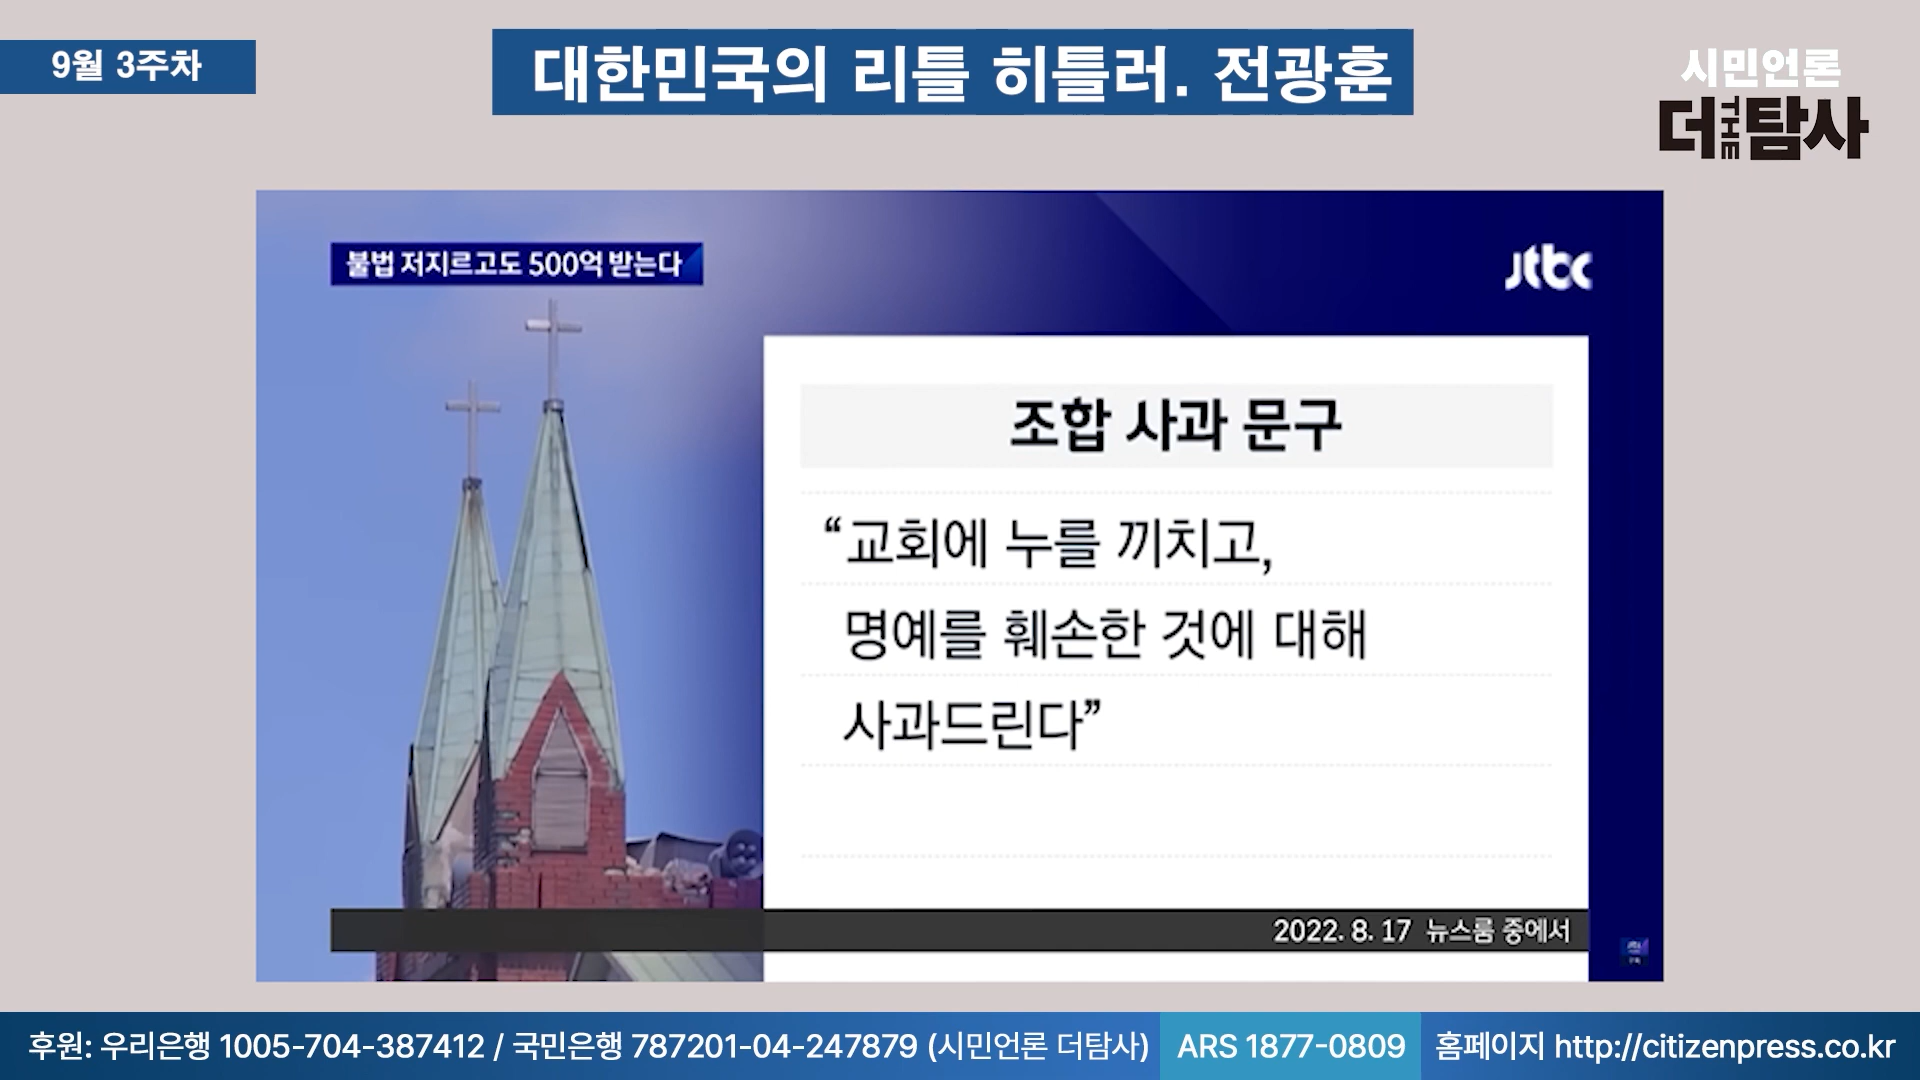 9월 3주차
대한민국의 리틀 히틀러. 전광훈
시민언론
더THE탐사
불법 저지르고도 500억 받는다
jtbc
조합 사과 문구
“교회에 누를 끼치고,
명예를 훼손한 것에 대해
사과드린다”
2022. 8. 17 뉴스룸 중에서
후원: 우리은행 1005-704-387412 / 국민은행 787201-04-247879 (시민언론 더탐사) ARS 1877-0809 홈페이지 http://citizenpress.co.kr